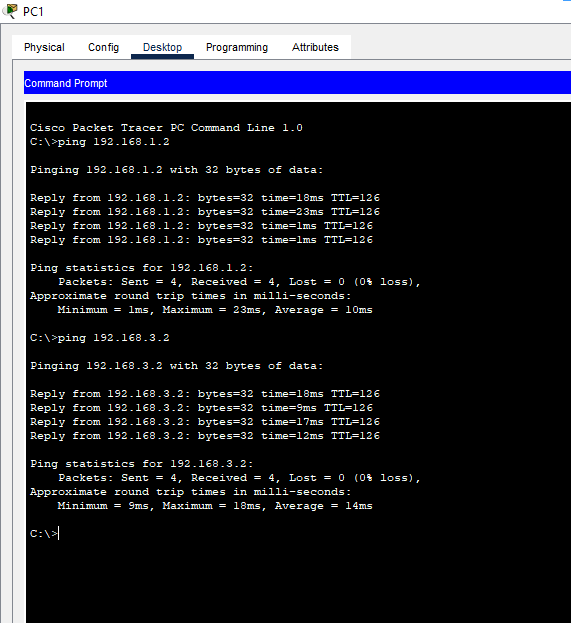 PC1
Physical Config Desktop Programming Attributes
Command Prompt
Cisco Packet Tracer PC Command Line 1.0
C:\>ping 192.168.1.2
Pinging 192.168.1.2 with 32 bytes of data:
Reply from 192.168.1.2: bytes=32 time=18ms TTL=126
Reply from 192.168.1.2: bytes=32 time=23ms TTL=126
Reply from 192.168.1.2: bytes=32 time=1ms TTL=126
Reply from 192.168.1.2: bytes=32 time=1ms TTL=126
Ping statistics for 192.168.1.2:
Packets: Sent = 4, Received = 4, Lost = 0 (0% loss),
Approximate round trip times in milli-seconds:
Minimum = 1ms, Maximum = 23ms, Average = 10ms
C:\>ping 192.168.3.2
Pinging 192.168.3.2 with 32 bytes of data:
Reply from 192.168.3.2: bytes=32 time=18ms TTL=126
Reply from 192.168.3.2: bytes=32 time=9ms TTL=126
Reply from 192.168.3.2: bytes=32 time=17ms TTL=126
Reply from 192.168.3.2: bytes=32 time=12ms TTL=126
Ping statistics for 192.168.3.2:
Packets: Sent = 4, Received = 4, Lost = 0 (0% loss),
Approximate round trip times in milli-seconds:
Minimum = 9ms, Maximum = 18ms, Average = 14ms
C:\>